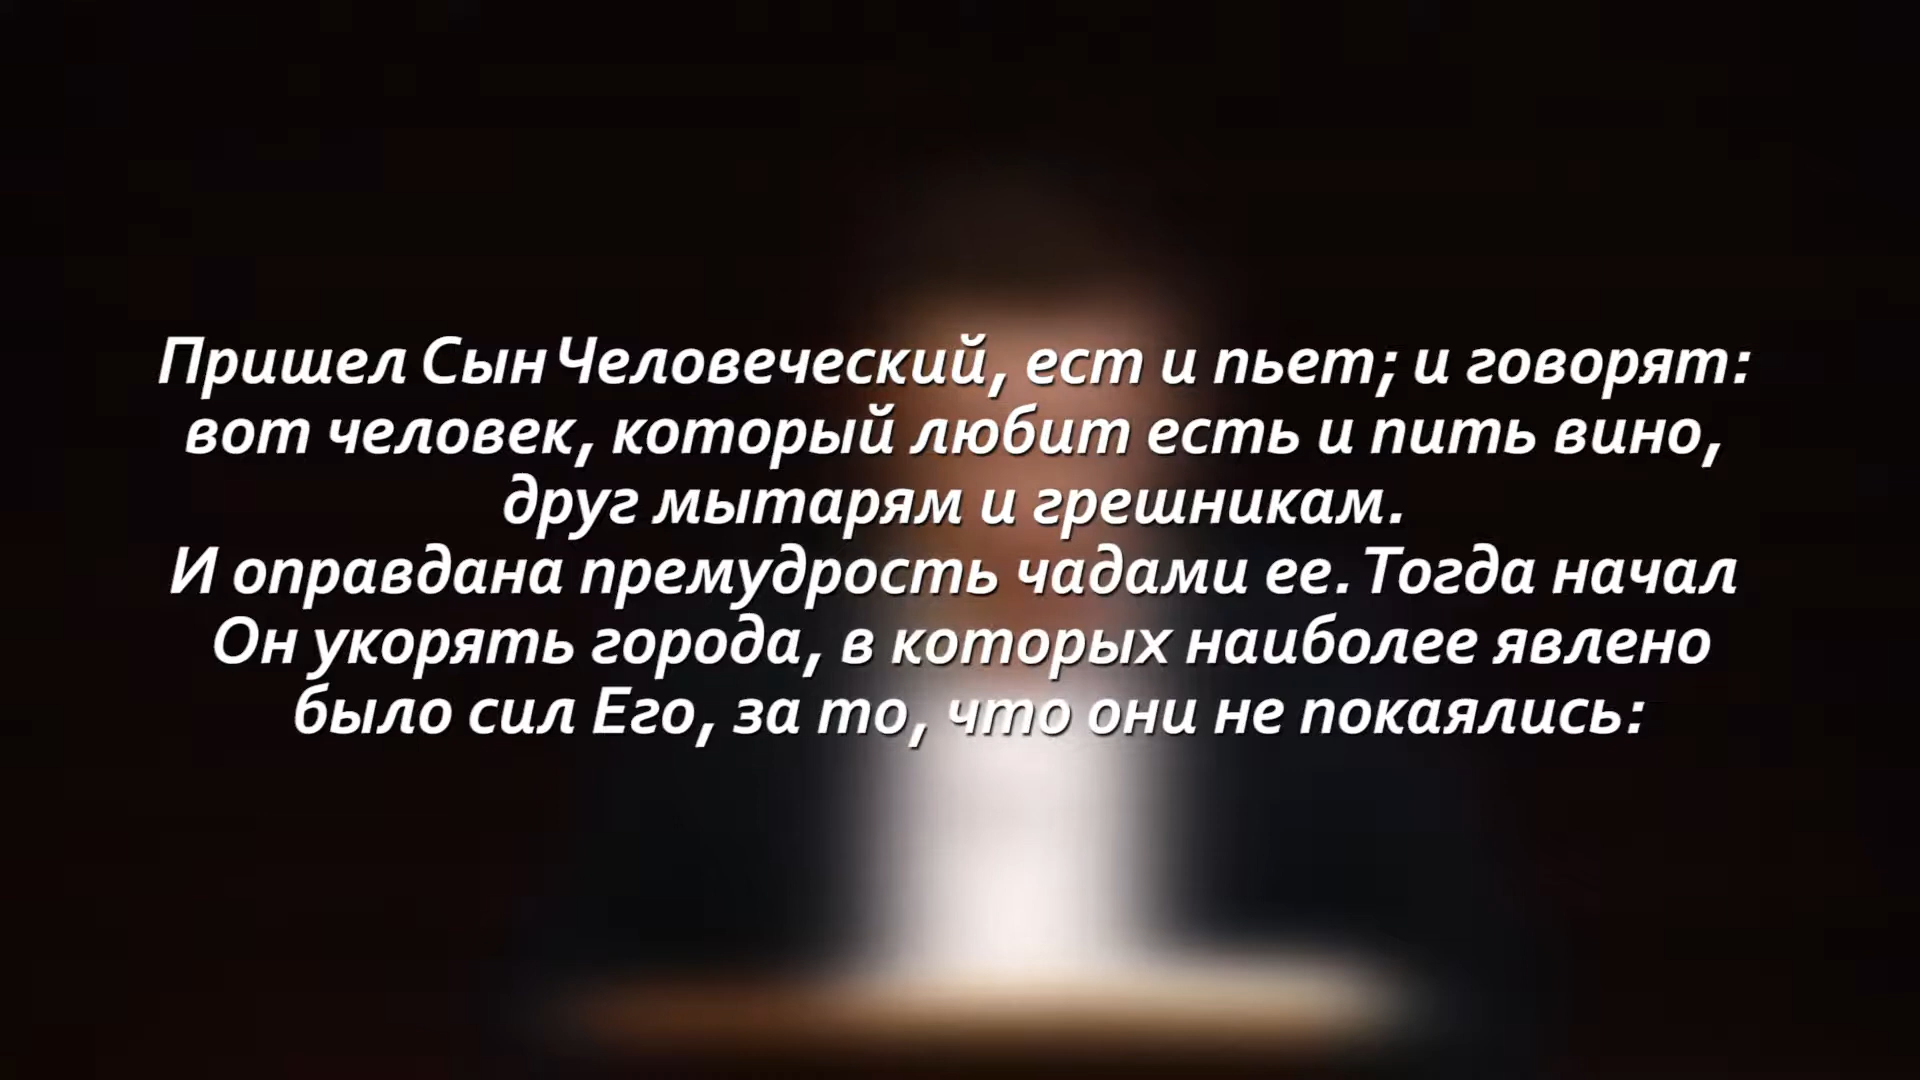 Пришел Сын Человеческий, ест и пьет; и говорят:
вот человек, который любит есть и пить вино,
друг мытарям и грешникам.
И оправдана премудрость чадами ее. Тогда начал
Он укорять города, в которых наиболее явлено
было сил Его, за то, что они не покаялись: